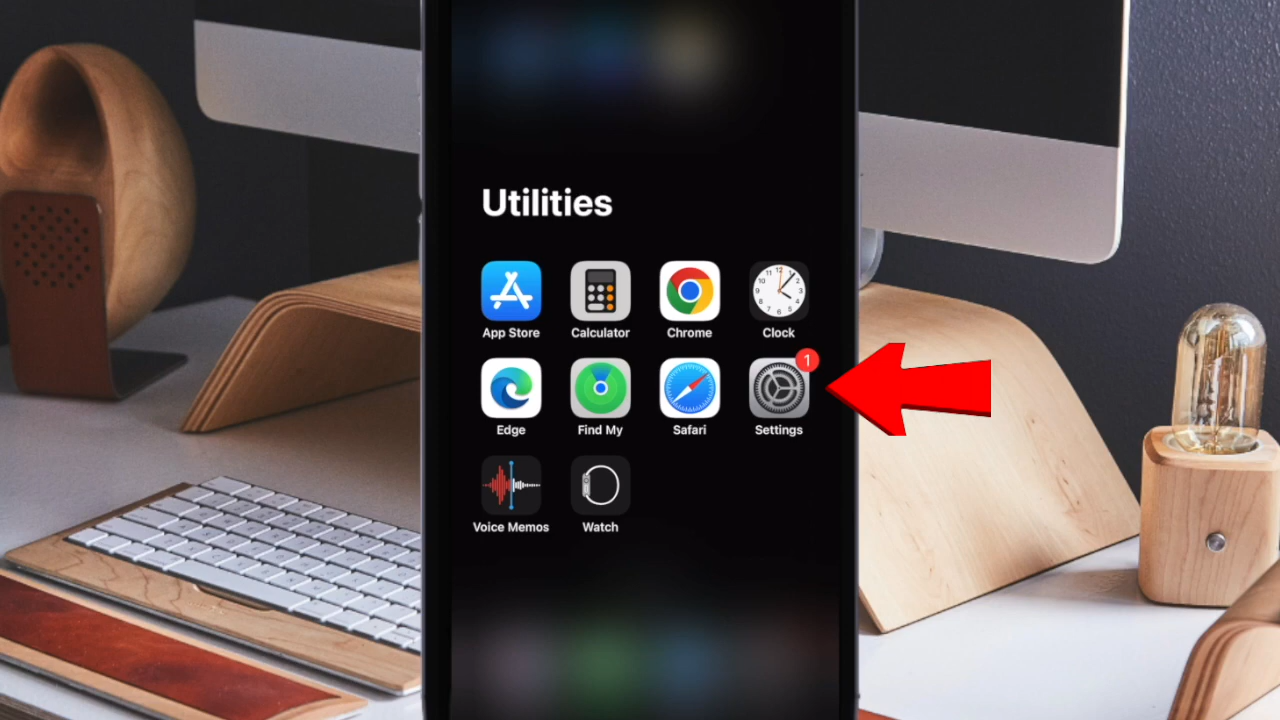 Utilities
App Store
Calculator
Chrome
Clock
1
Edge
Find My
Safari
Settings
Voice Memos
Watch